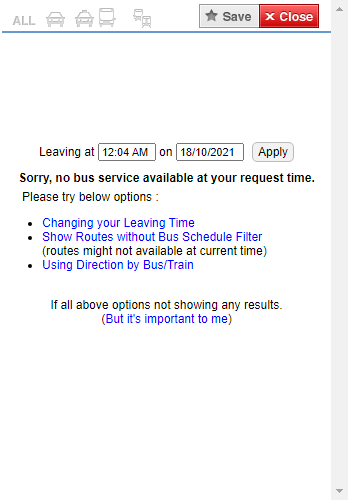 ALL Save Close
Leaving at 12:04 AM on 18/10/2021 Apply
Sorry, no bus service available at your request time.
Please try below options :
Changing your Leaving Time
Show Routes without Bus Schedule Filter
(routes might not available at current time)
Using Direction by Bus/Train
If all above options not showing any results.
(But it's important to me)